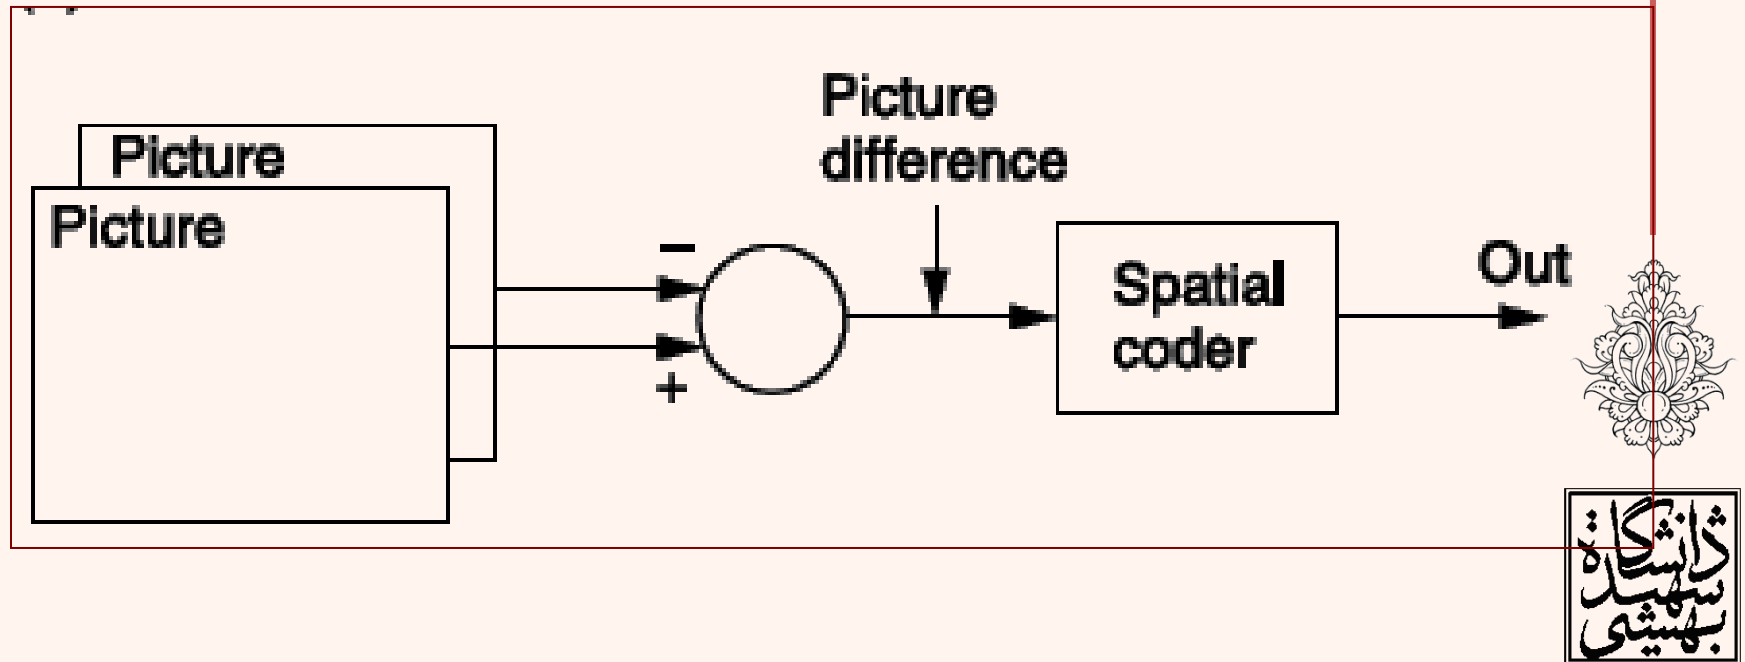 Picture
difference
Picture
Picture
−
+
Spatial
coder
Out
دانشگاه
شهید
بهشتی